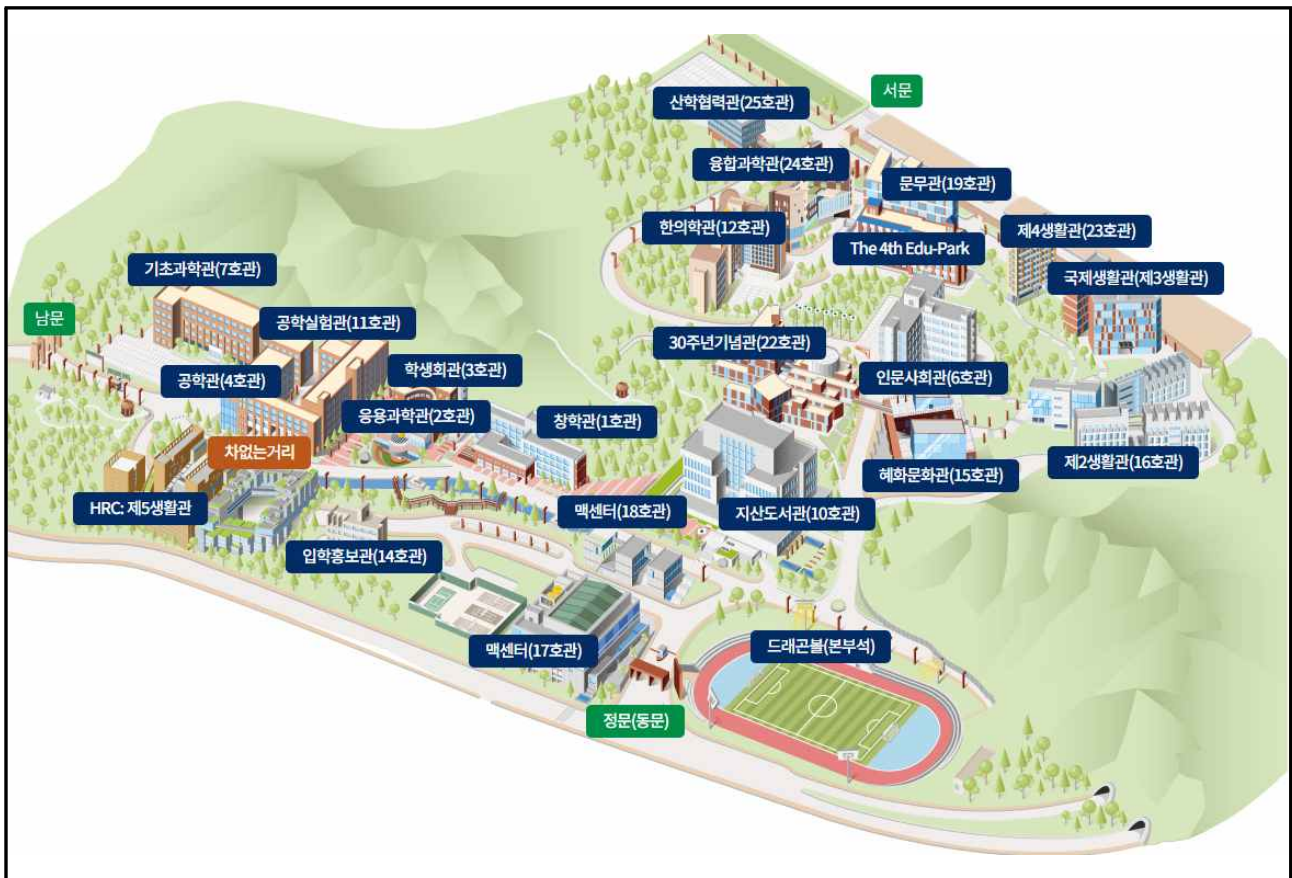 서문
산학협력관(25호관)
융합과학관(24호관)
문무관(19호관)
한의학관(12호관)
제4생활관(23호관)
The 4th Edu-Park
기초과학관(7호관)
국제생활관(제3생활관)
남문
공학실험관(11호관)
30주년기념관(22호관)
학생회관(3호관)
공학관(4호관)
인문사회관(6호관)
응용과학관(2호관)
창학관(1호관)
차없는거리
제2생활관(16호관)
혜화문화관(15호관)
HRC: 제5생활관
맥센터(18호관)
지산도서관(10호관)
입학홍보관(14호관)
맥센터(17호관)
드래곤볼(본부석)
정문(동문)